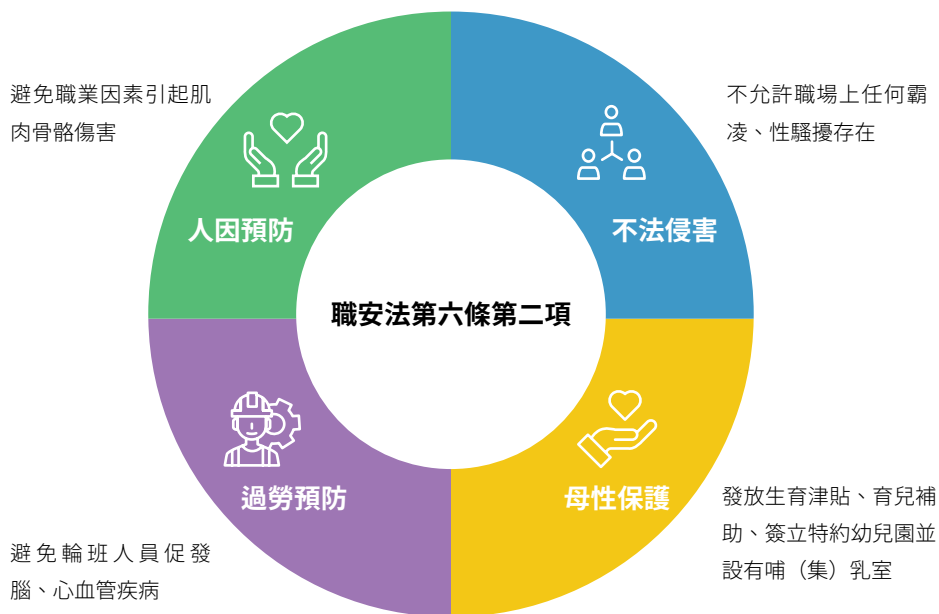 避免職業因素引起肌
肉骨骼傷害
人因預防
不允許職場上任何霸
凌、性騷擾存在
不法侵害
職安法第六條第二項
過勞預防
避免輪班人員促發
腦、心血管疾病
母性保護
發放生育津貼、育兒補
助、簽立特約幼兒園並
設有哺（集）乳室